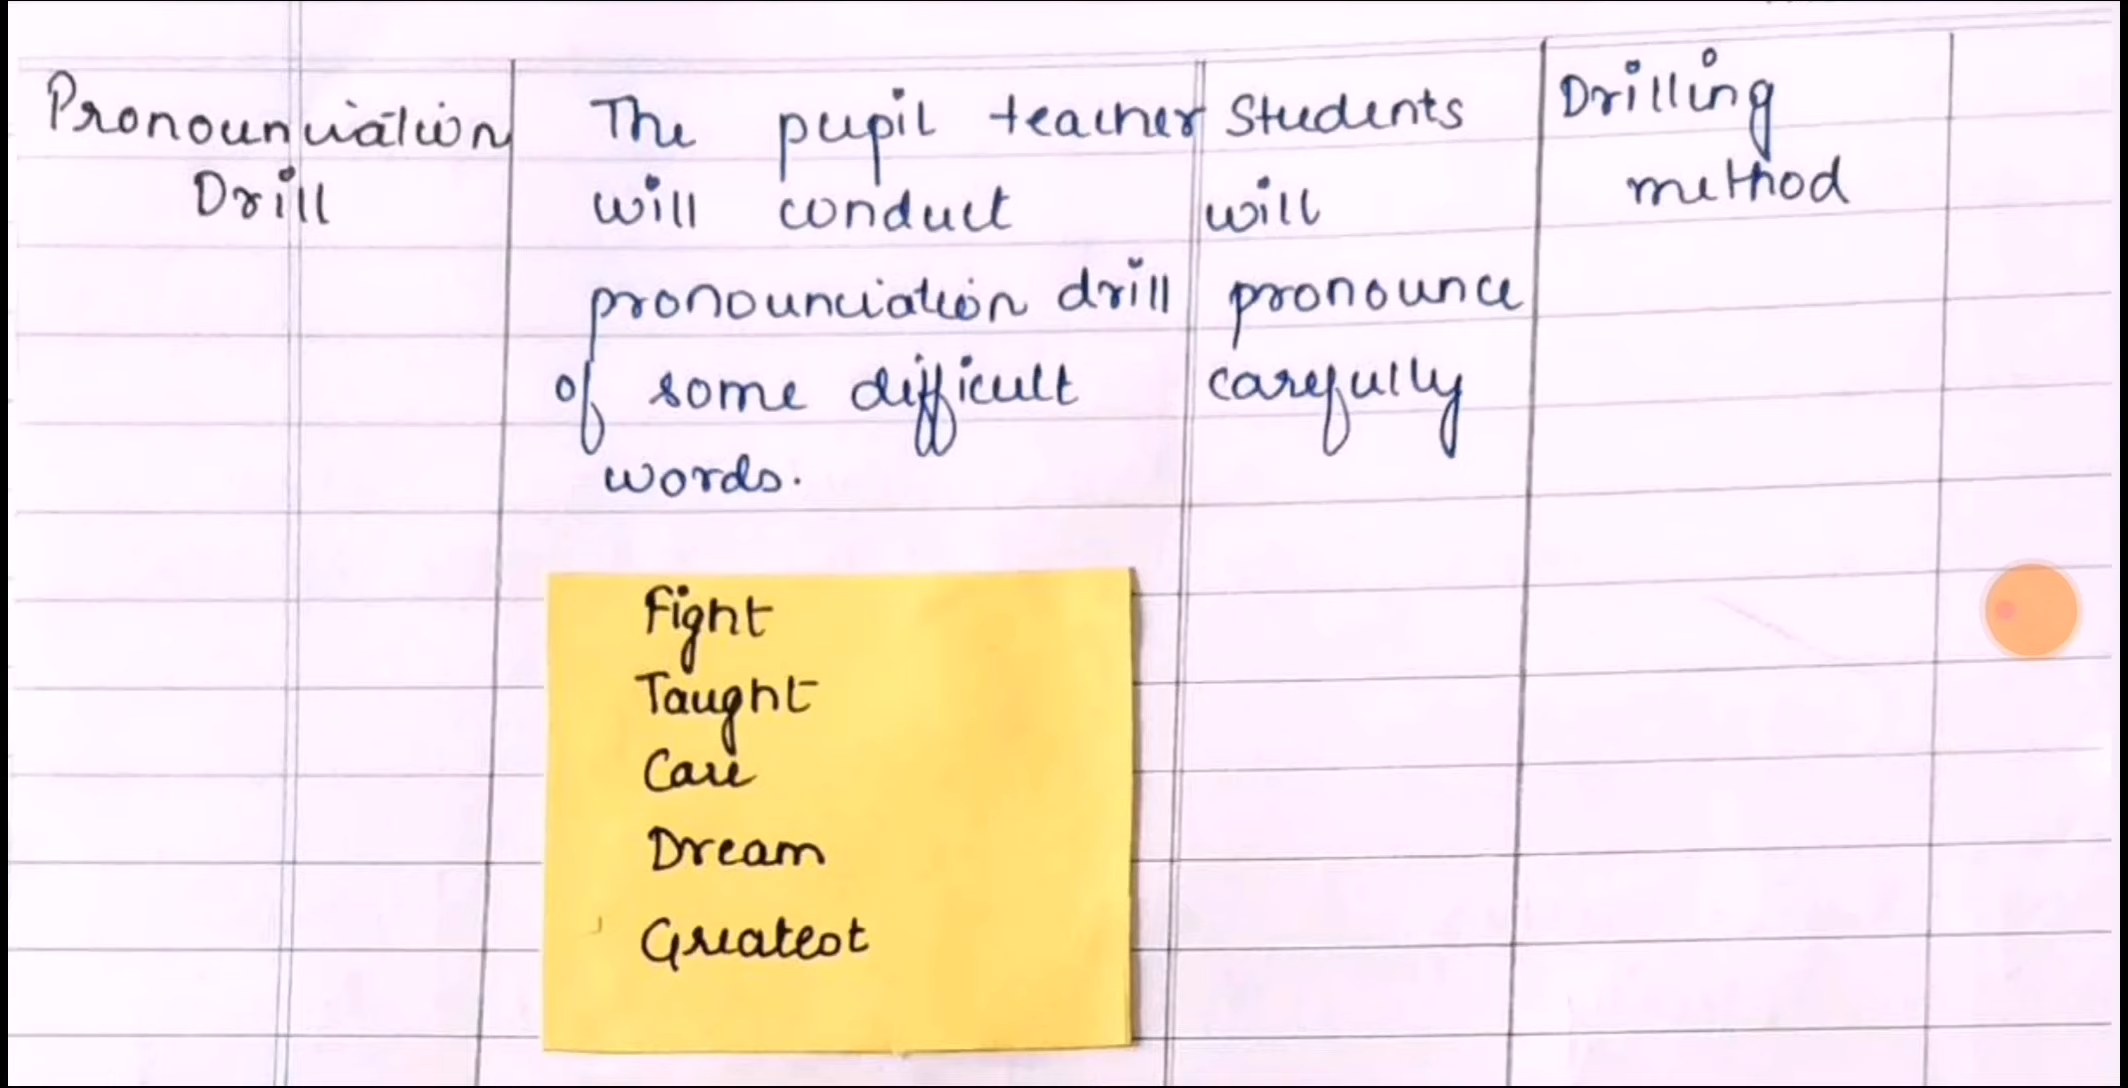 Pronounciation
Drill
The pupil teacher
will conduct
pronounciation drill
of some difficult
words.
Fight
Taught
Care
Dream
Greatest
Students
will
pronounce
carefully
Drilling
method